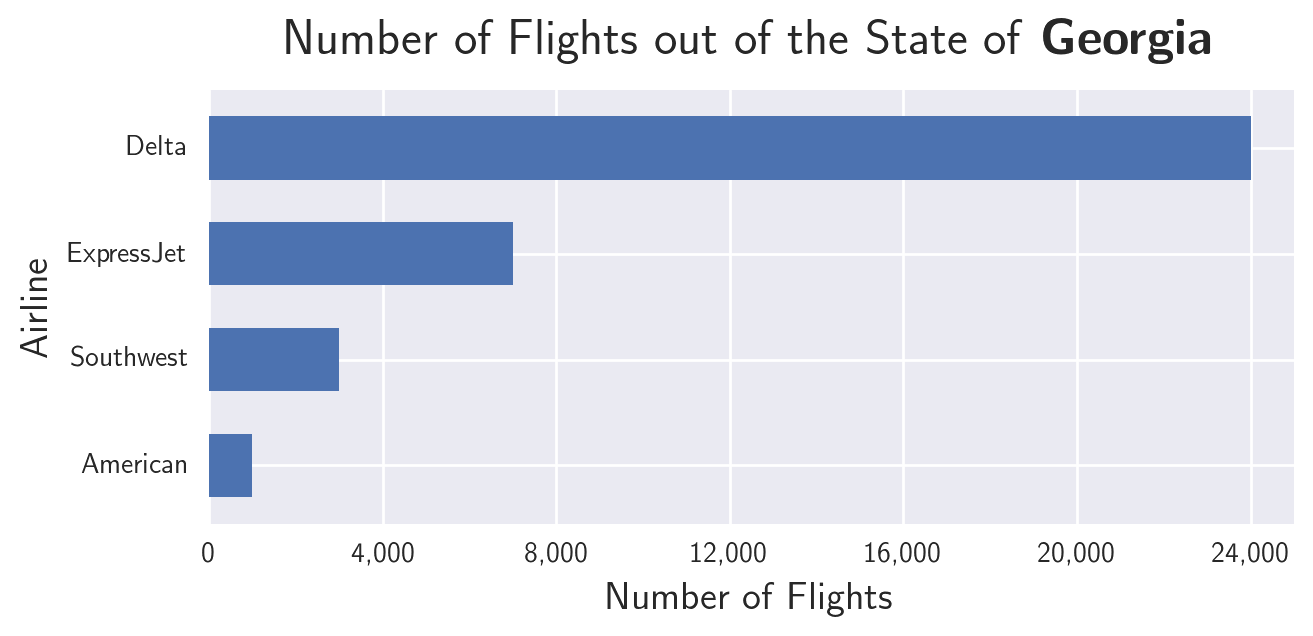 Number of Flights out of the State of Georgia
Delta
ExpressJet
Southwest
American
Airline
0 4,000 8,000 12,000 16,000 20,000 24,000
Number of Flights